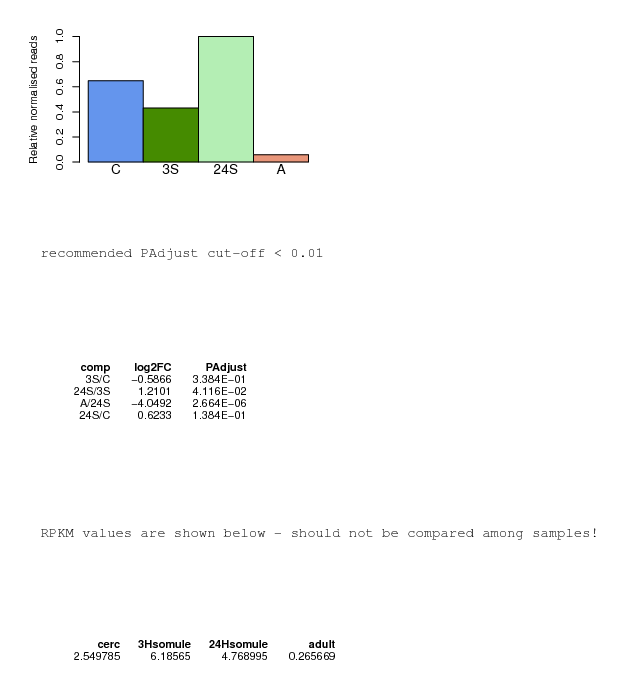 Relative normalised reads
1.0
0.8
0.6
0.4
0.2
0.0
C 3S 24S A
recommended PAdjust cut-off < 0.01
comp log2FC PAdjust
3S/C −0.5866 3.384E−01
24S/3S 1.2101 4.116E−02
A/24S −4.0492 2.664E−06
24S/C 0.6233 1.384E−01
RPKM values are shown below - should not be compared among samples!
cerc 3Hsomule 24Hsomule adult
2.549785 6.18565 4.768995 0.265669